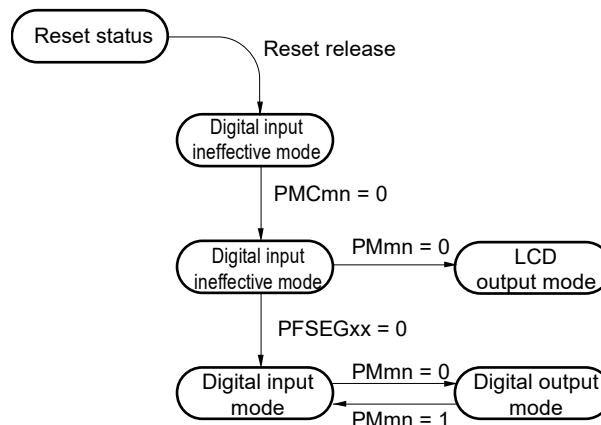 Reset status
Reset release
Digital input
ineffective mode
PMCmn = 0
Digital input
ineffective mode
PMmn = 0
LCD
output mode
PFSEGxx = 0
Digital input
mode
PMmn = 0
PMmn = 1
Digital output
mode